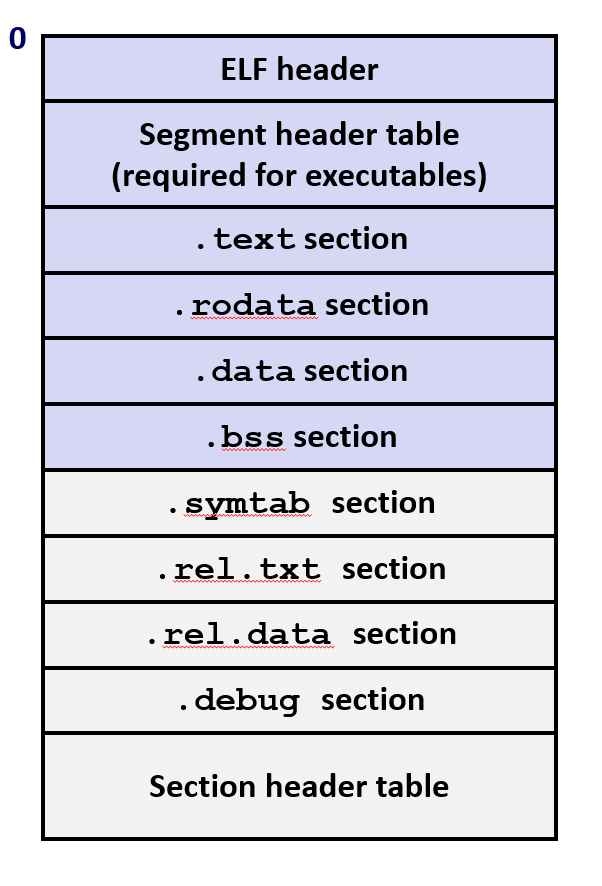 0
ELF header
Segment header table
(required for executables)
.text section
.rodata section
.data section
.bss section
.symtab section
.rel.txt section
.rel.data section
.debug section
Section header table